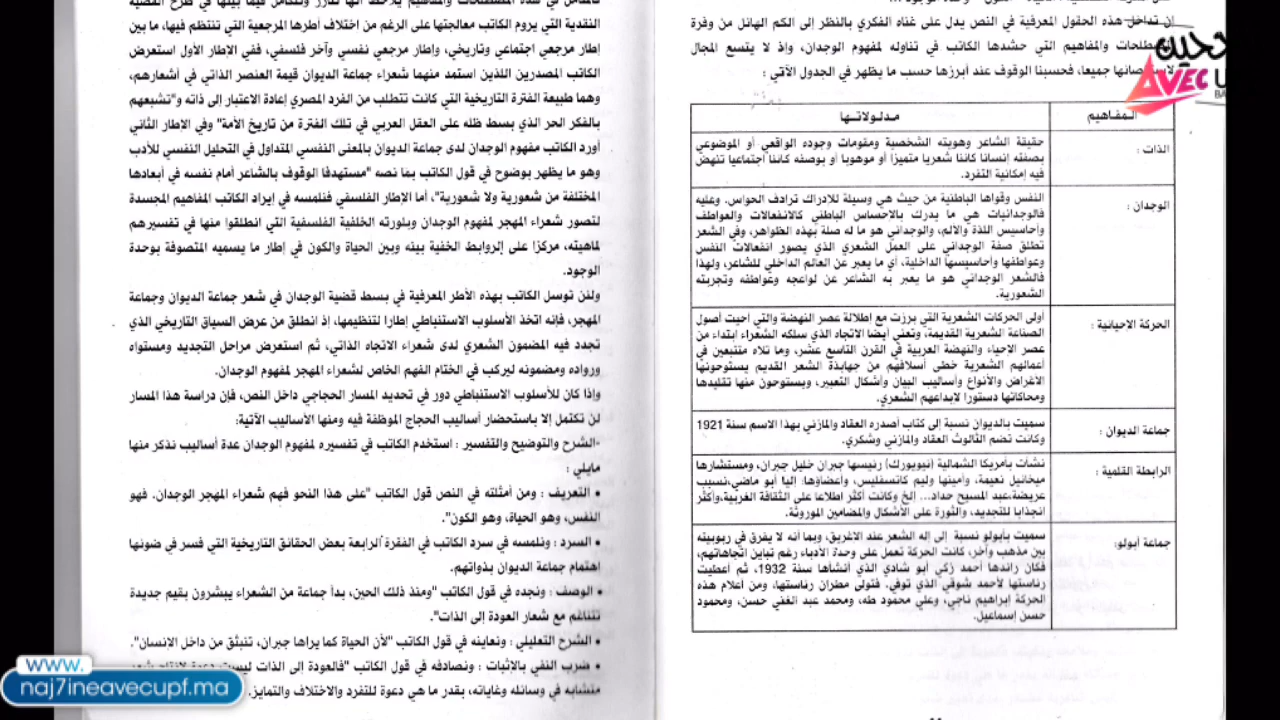 إن تداخل هذه الحقول المعرفية في النص يدل على غناه الفكري بالنظر إلى الكم الهائل من وفرة
والمفاهيم التي حشدها الكاتب في تناوله لمفهوم الوجدان، وإذ لا يتسع المجال
جميعا، فحسبنا الوقوف عند أبرزها حسب ما يظهر في الجدول الآتي :
المفاهيم
مدلولاتها
الذات :
حقيقة الشاعر وهويته الشخصية ومقومات وجوده الواقعي أو الموضوعي
بصفته إنسانا كائنا شعريا متميزا أو موهوبا أو بوصفه كائنا اجتماعيا تنهض
فيه إمكانية التفرد.
الوجدان :
النفس وقواها الباطنية من حيث هي وسيلة للادراك ترادف الحواس. وعليه
فالوجدانيات هي ما يدرك بالإحساس الباطني كالانفعالات والعواطف
وأحاسيس اللذة والالم، والوجداني هو ما له صلة بهذه الظواهر، وفي الشعر
تطلق صفة الوجداني على العمل الشعري الذي يصور انفعالات النفس
وعواطفها وأحاسيسها الداخلية، أي ما يعبر عن العالم الداخلي للشاعر، ولهذا
فالشعر الوجداني هو ما يعبر به الشاعر عن لواعجه وعواطفه وتجربته
الشعورية.
الحركة الاحيائية :
أولى الحركات الشعرية التي برزت مع إطلالة عصر النهضة والتي أحيت أصول
الصناعة الشعرية القديمة، وتعني أيضا الاتجاه الذي سلكه الشعراء ابتداء من
عصر الإحياء والنهضة العربية في القرن التاسع عشر، وما تلاه متتبعين في
أعمالهم الشعرية خطى أسلافهم من جهابذة الشعر القديم يستوحونها
الاغراض والأنواع وأساليب البيان وأشكال التعبير، ويستوحون منها تقليدها
ومحاكاتها دستورا لابداعهم الشعري.
جماعة الديوان :
سميت بالديوان نسبة إلى كتاب أصدره العقاد والمازني بهذا الاسم سنة 1921
وكانت تضم الثالوث العقاد والمازني وشكري.
الرابطة القلمية :
نشأت بأمريكا الشمالية (نيويورك) رئيسها جبران خليل جبران، ومستشارها
ميخائيل نعيمة، وأمينها وليم كاتسفليس، وأعضاؤها: إليا أبو ماضي،نسيب
عريضة،عبد المسيح حداد... إلخ وكانت أكثر اطلاعا على الثقافة الغربية،وأكثر
انجذابا للتجديد، والثورة على الأشكال والمضامين الموروثة.
جماعة أبولو:
سميت بأبولو نسبة إلى إله الشعر عند الاغريق، وبما أنه لا يفرق في ربوبيته
بين مذهب وآخر، كانت الحركة تعمل على وحدة الأدباء رغم تباين اتجاهاتهم،
فكان رائدها أحمد زكي أبو شادي الذي أنشأها سنة 1932، ثم أعطيت
رئاستها لأحمد شوقي الذي توفي. فتولى مطران رئاستها، ومن أعلام هذه
الحركة إبراهيم ناجي، وعلي محمود طه، ومحمد عبد الغني حسن، ومحمود
حسن إسماعيل.
النقدية التي يروم الكاتب معالجتها على الرغم من اختلاف أطرها المرجعية التي تنتظم فيها، ما بين
إطار مرجعي اجتماعي وتاريخي، وإطار مرجعي نفسي وآخر فلسفي، ففي الإطار الأول استعرض
الكاتب المصدرين اللذين استمد منهما شعراء جماعة الديوان قيمة العنصر الذاتي في أشعارهم،
وهما طبيعة الفترة التاريخية التي كانت تتطلب من الفرد المصري إعادة الاعتبار إلى ذاته و"تشبعهم
بالفكر الحر الذي بسط ظله على العقل العربي في تلك الفترة من تاريخ الأمة" وفي الإطار الثاني
أورد الكاتب مفهوم الوجدان لدى جماعة الديوان بالمعنى النفسي المتداول في التحليل النفسي للأدب
وهو ما يظهر بوضوح في قول الكاتب بما نصه "مستهدفا الوقوف بالشاعر أمام نفسه في أبعادها
المختلفة من شعورية ولا شعورية"، أما الإطار الفلسفي فنلمسه في إيراد الكاتب المفاهيم المجسدة
لتصور شعراء المهجر لمفهوم الوجدان وبلورته الخلفية الفلسفية التي انطلقوا منها في تفسيرهم
لماهيته، مركزا على الروابط الخفية بينه وبين الحياة والكون في إطار ما يسميه المتصوفة بوحدة
الوجود.
ولئن توسل الكاتب بهذه الأطر المعرفية في بسط قضية الوجدان في شعر جماعة الديوان وجماعة
المهجر، فإنه اتخذ الأسلوب الاستنباطي إطارا لتنظيمها، إذ انطلق من عرض السياق التاريخي الذي
تجدد فيه المضمون الشعري لدى شعراء الاتجاه الذاتي، ثم استعرض مراحل التجديد ومستواه
ورواده ومضمونه ليركب في الختام الفهم الخاص لشعراء المهجر لمفهوم الوجدان.
وإذا كان للأسلوب الاستنباطي دور في تحديد المسار الحجاجي داخل النص، فإن دراسة هذا المسار
لن تكتمل إلا باستحضار أساليب الحجاج الموظفة فيه ومنها الأساليب الآتية:
-الشرح والتوضيح والتفسير : استخدم الكاتب في تفسيره لمفهوم الوجدان عدة أساليب نذكر منها
مايلي :
• التعريف : ومن أمثلته في النص قول الكاتب "على هذا النحو فهم شعراء المهجر الوجدان. فهو
النفس، وهو الحياة، وهو الكون".
• السرد : ونلمسه في سرد الكاتب في الفقرة الرابعة بعض الحقائق التاريخية التي فسر في ضوئها
اهتمام جماعة الديوان بذواتهم.
• الوصف : ونجده في قول الكاتب "ومنذ ذلك الحين، بدأ جماعة من الشعراء يبشرون بقيم جديدة
تتناغم مع شعار العودة إلى الذات".
• الشرح التعليلي : ونعاينه في قول الكاتب "لأن الحياة كما يراها جبران، تنبثق من داخل الإنسان".
• ضرب النفي بالإثبات : ونصادفه في قول الكاتب "فالعودة إلى الذات ليست دعوة لإنتاج شعر
متشابه في وسائله وغاياته، بقدر ما هي دعوة للتفرد والاختلاف والتمايز.
AVEC
www.
naj7ineavecupf.ma